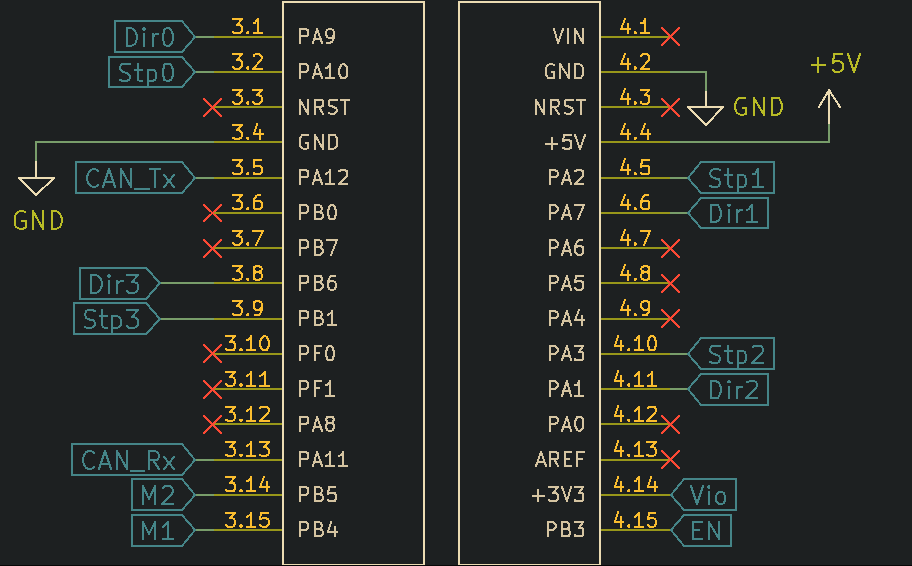 Dir0 3.1 PA9 VIN 4.1
Stp0 3.2 PA10 GND 4.2 +5V
3.3 NRST NRST 4.3 GND
3.4 GND +5V 4.4
CAN_Tx 3.5 PA12 PA2 4.5 Stp1
GND 3.6 PB0 PA7 4.6 Dir1
3.7 PB7 PA6 4.7
Dir3 3.8 PB6 PA5 4.8
Stp3 3.9 PB1 PA4 4.9
3.10 PF0 PA3 4.10 Stp2
3.11 PF1 PA1 4.11 Dir2
3.12 PA8 PA0 4.12
CAN_Rx 3.13 PA11 AREF 4.13
M2 3.14 PB5 +3V3 4.14 Vio
M1 3.15 PB4 PB3 4.15 EN